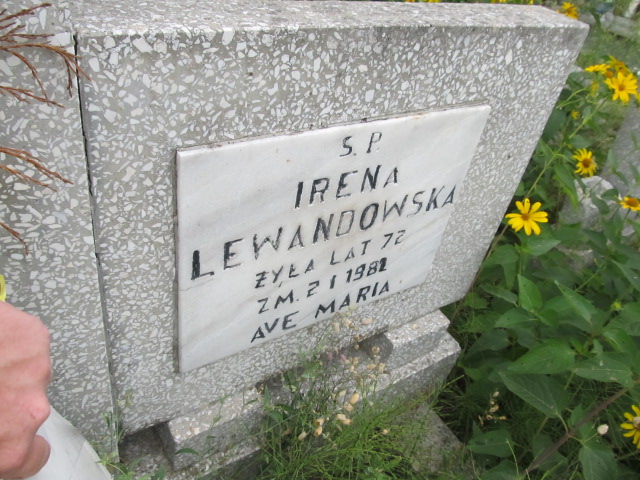 S.P.
IRENA
LEWANDOWSKA
ŻYŁA LAT 72
ZM. 2 I 1982
AVE MARIA